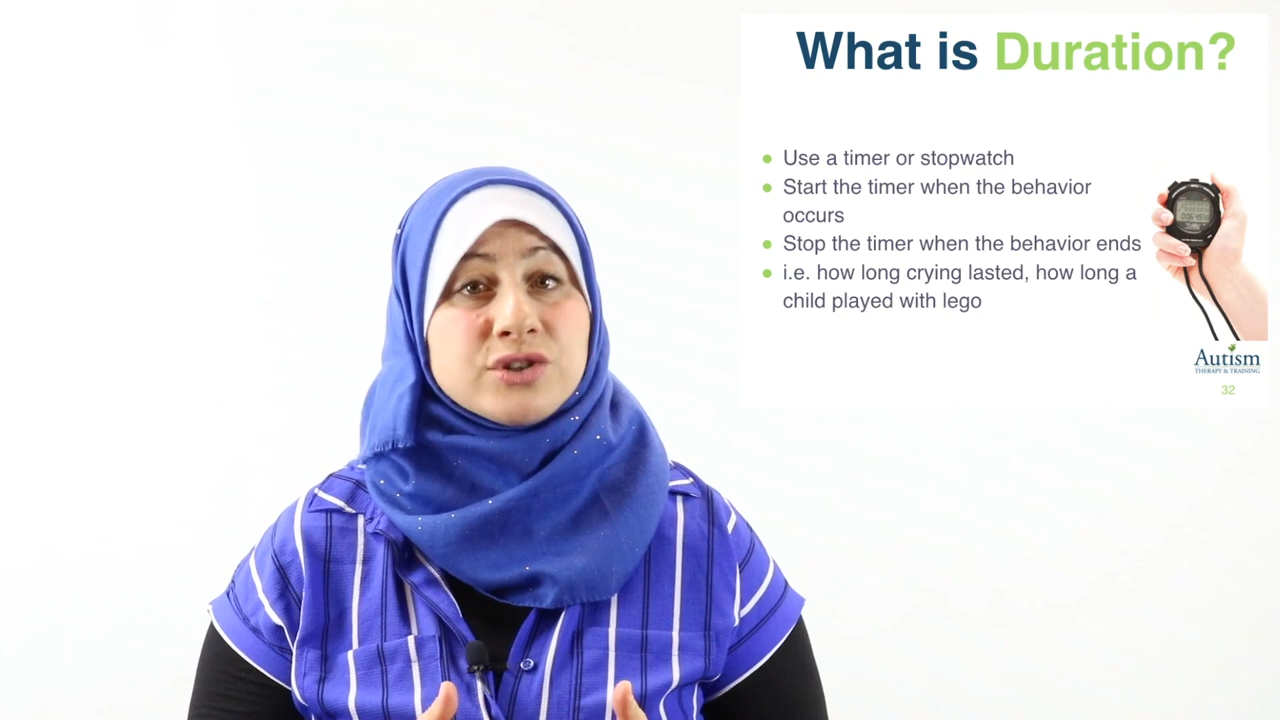 What is Duration?
● Use a timer or stopwatch
● Start the timer when the behavior
occurs
● Stop the timer when the behavior ends
● i.e. how long crying lasted, how long a
child played with lego
Autism
THERAPY & TRAINING
32